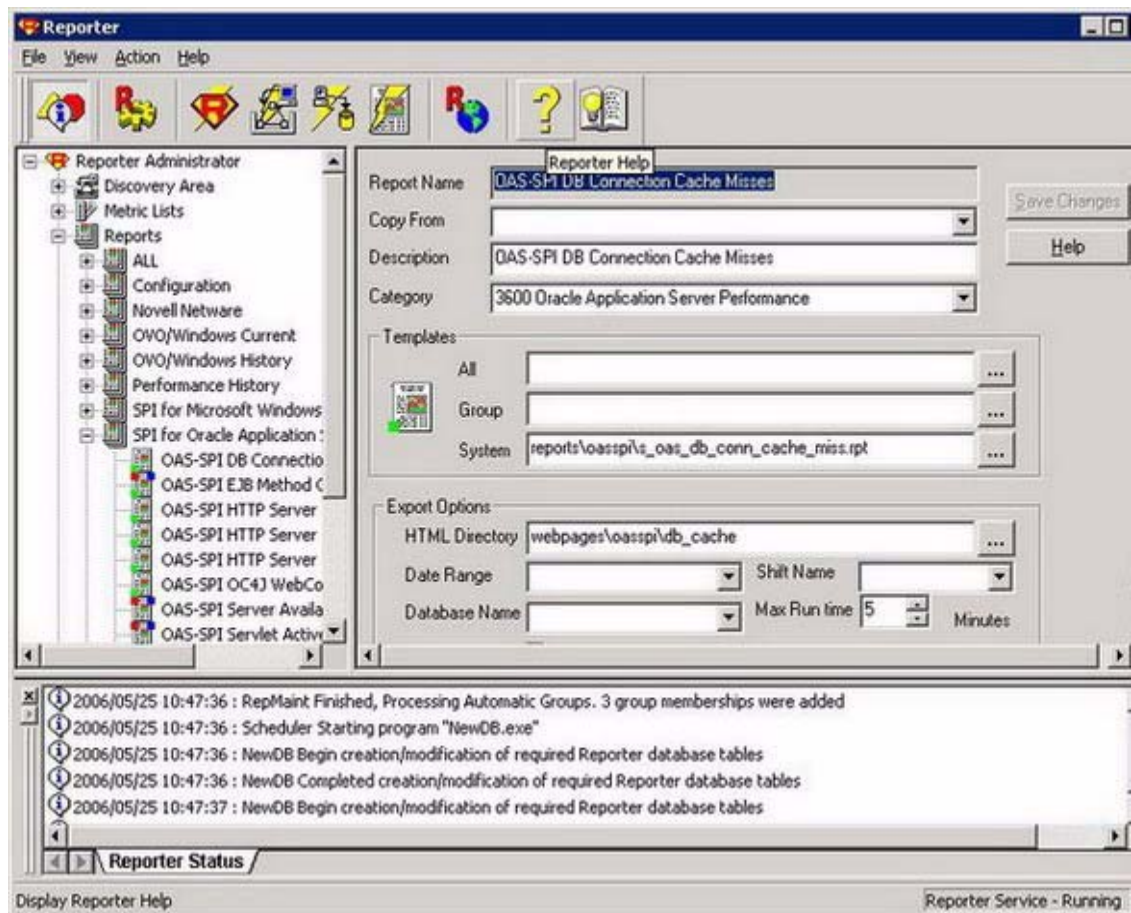 Reporter
File View Action Help
Reporter Help
Reporter Administrator
Discovery Area
Metric Lists
Reports
ALL
Configuration
Novell Netware
OVO/Windows Current
OVO/Windows History
Performance History
SPI for Microsoft Windows
SPI for Oracle Application
OAS-SPI DB Connectio
OAS-SPI EJB Method
OAS-SPI HTTP Server
OAS-SPI HTTP Server
OAS-SPI HTTP Server
OAS-SPI OC4J WebCo
OAS-SPI Server Availa
OAS-SPI Servlet Active
Report Name OAS-SPI DB Connection Cache Misses
Save Changes
Copy From
Help
Description OAS-SPI DB Connection Cache Misses
Category 3600 Oracle Application Server Performance
Templates
All ...
Group ...
System reports\oasspi\s_oas_db_conn_cache_miss.rpt ...
Export Options
HTML Directory webpages\oasspi\db_cache ...
Date Range Shift Name
Database Name Max Run time 5 Minutes
2006/05/25 10:47:36 : RepMaint Finished, Processing Automatic Groups. 3 group memberships were added
2006/05/25 10:47:36 : Scheduler Starting program "NewDB.exe"
2006/05/25 10:47:36 : NewDB Begin creation/modification of required Reporter database tables
2006/05/25 10:47:36 : NewDB Completed creation/modification of required Reporter database tables
2006/05/25 10:47:37 : NewDB Begin creation/modification of required Reporter database tables
Reporter Status
Display Reporter Help Reporter Service - Running